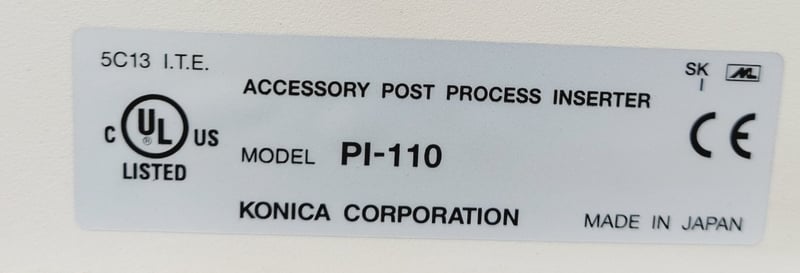 5C13 I.T.E.
C UL US
®
LISTED
ACCESSORY POST PROCESS INSERTER
MODEL PI-110
KONICA CORPORATION
SK
I
CE
MADE IN JAPAN